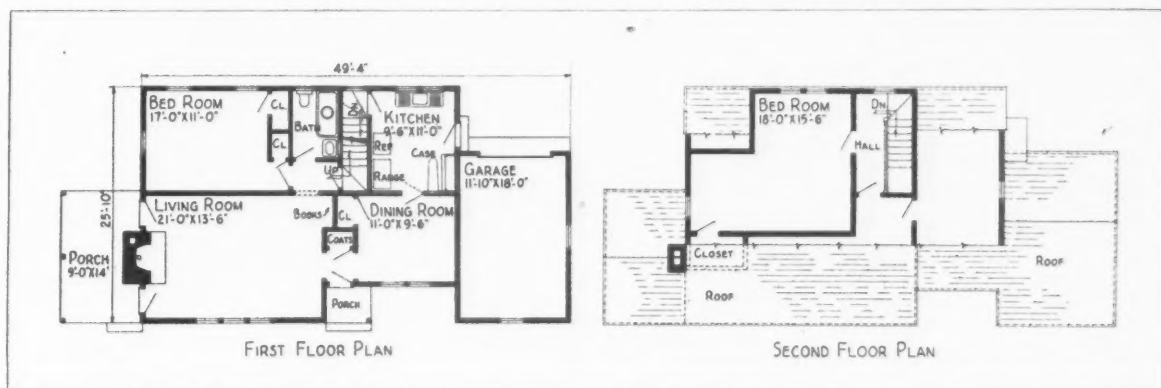 49'-4"
25'-10"
BED ROOM
17'-0"X11'-0"
CL.
CL.
BATH
DN
KITCHEN
9'-6"X11'-0"
REF
CASE
RANGE
UP
GARAGE
11'-10"X18'-0"
LIVING ROOM
21'-0"X13'-6"
BOOKS
CL
DINING ROOM
11'-0"X9'-6"
COATS
PORCH
9'-0"X14'
PORCH
FIRST FLOOR PLAN
BED ROOM
18'-0"X15'-6"
DN.
HALL
CLOSET
ROOF
ROOF
SECOND FLOOR PLAN